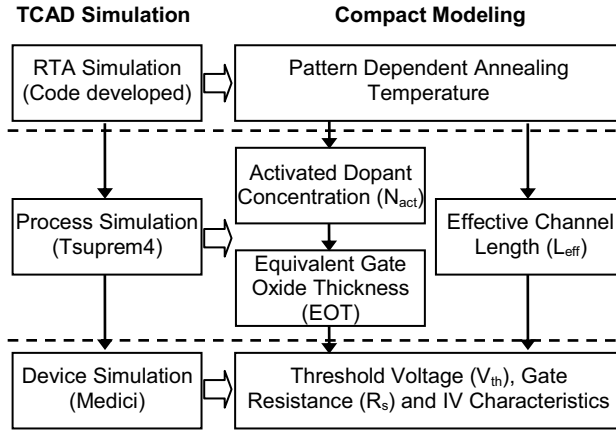 TCAD Simulation
Compact Modeling
RTA Simulation
(Code developed)
Pattern Dependent Annealing
Temperature
Activated Dopant
Concentration (Nact)
Process Simulation
(Tsuprem4)
Effective Channel
Length (Leff)
Equivalent Gate
Oxide Thickness
(EOT)
Device Simulation
(Medici)
Threshold Voltage (Vth), Gate
Resistance (Rs) and IV Characteristics